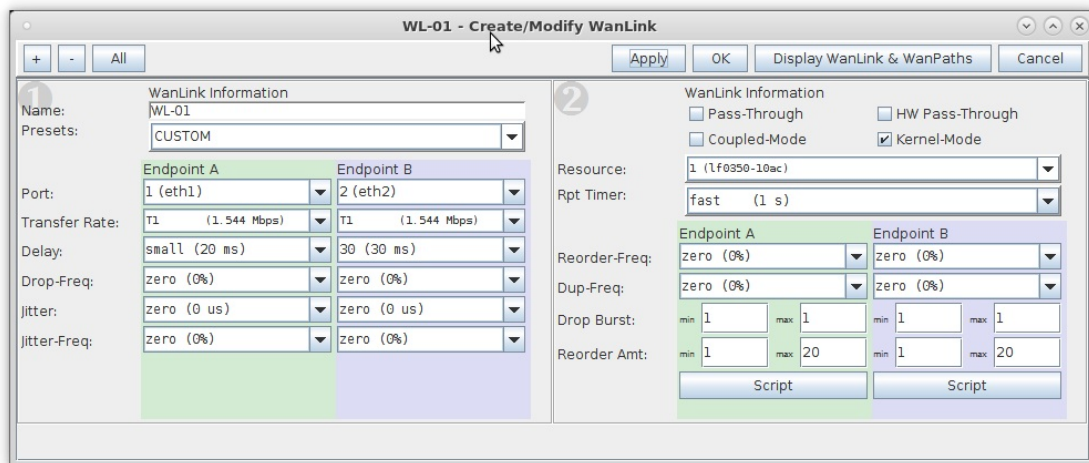 WL-01 - Create/Modify WanLink
+ - All Apply OK Display WanLink & WanPaths Cancel
1
WanLink Information
Name: WL-01
Presets: CUSTOM
Endpoint A Endpoint B
Port: 1 (eth1) 2 (eth2)
Transfer Rate: T1 (1.544 Mbps) T1 (1.544 Mbps)
Delay: small (20 ms) 30 (30 ms)
Drop-Freq: zero (0%) zero (0%)
Jitter: zero (0 us) zero (0 us)
Jitter-Freq: zero (0%) zero (0%)
2
WanLink Information
Pass-Through HW Pass-Through
Coupled-Mode Kernel-Mode
Resource: 1 (lf0350-10ac)
Rpt Timer: fast (1 s)
Endpoint A Endpoint B
Reorder-Freq: zero (0%) zero (0%)
Dup-Freq: zero (0%) zero (0%)
Drop Burst: min 1 max 1 min 1 max 1
Reorder Amt: min 1 max 20 min 1 max 20
Script Script